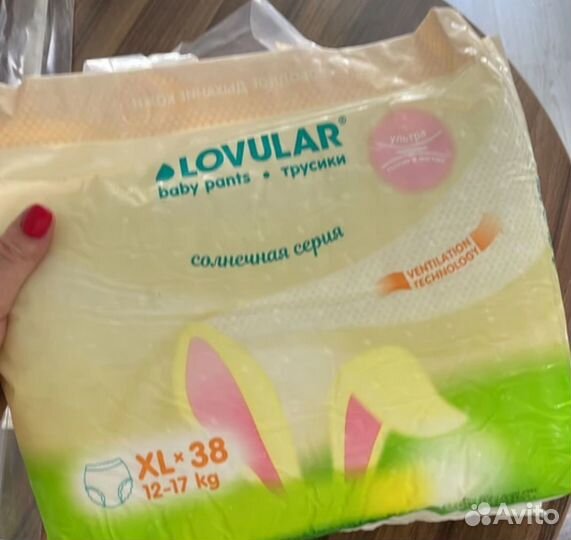 LOVULAR®
baby pants • трусики
ультра
солнечная серия
VENTILATION
TECHNOLOGY
XL × 38
12-17 kg
Avito